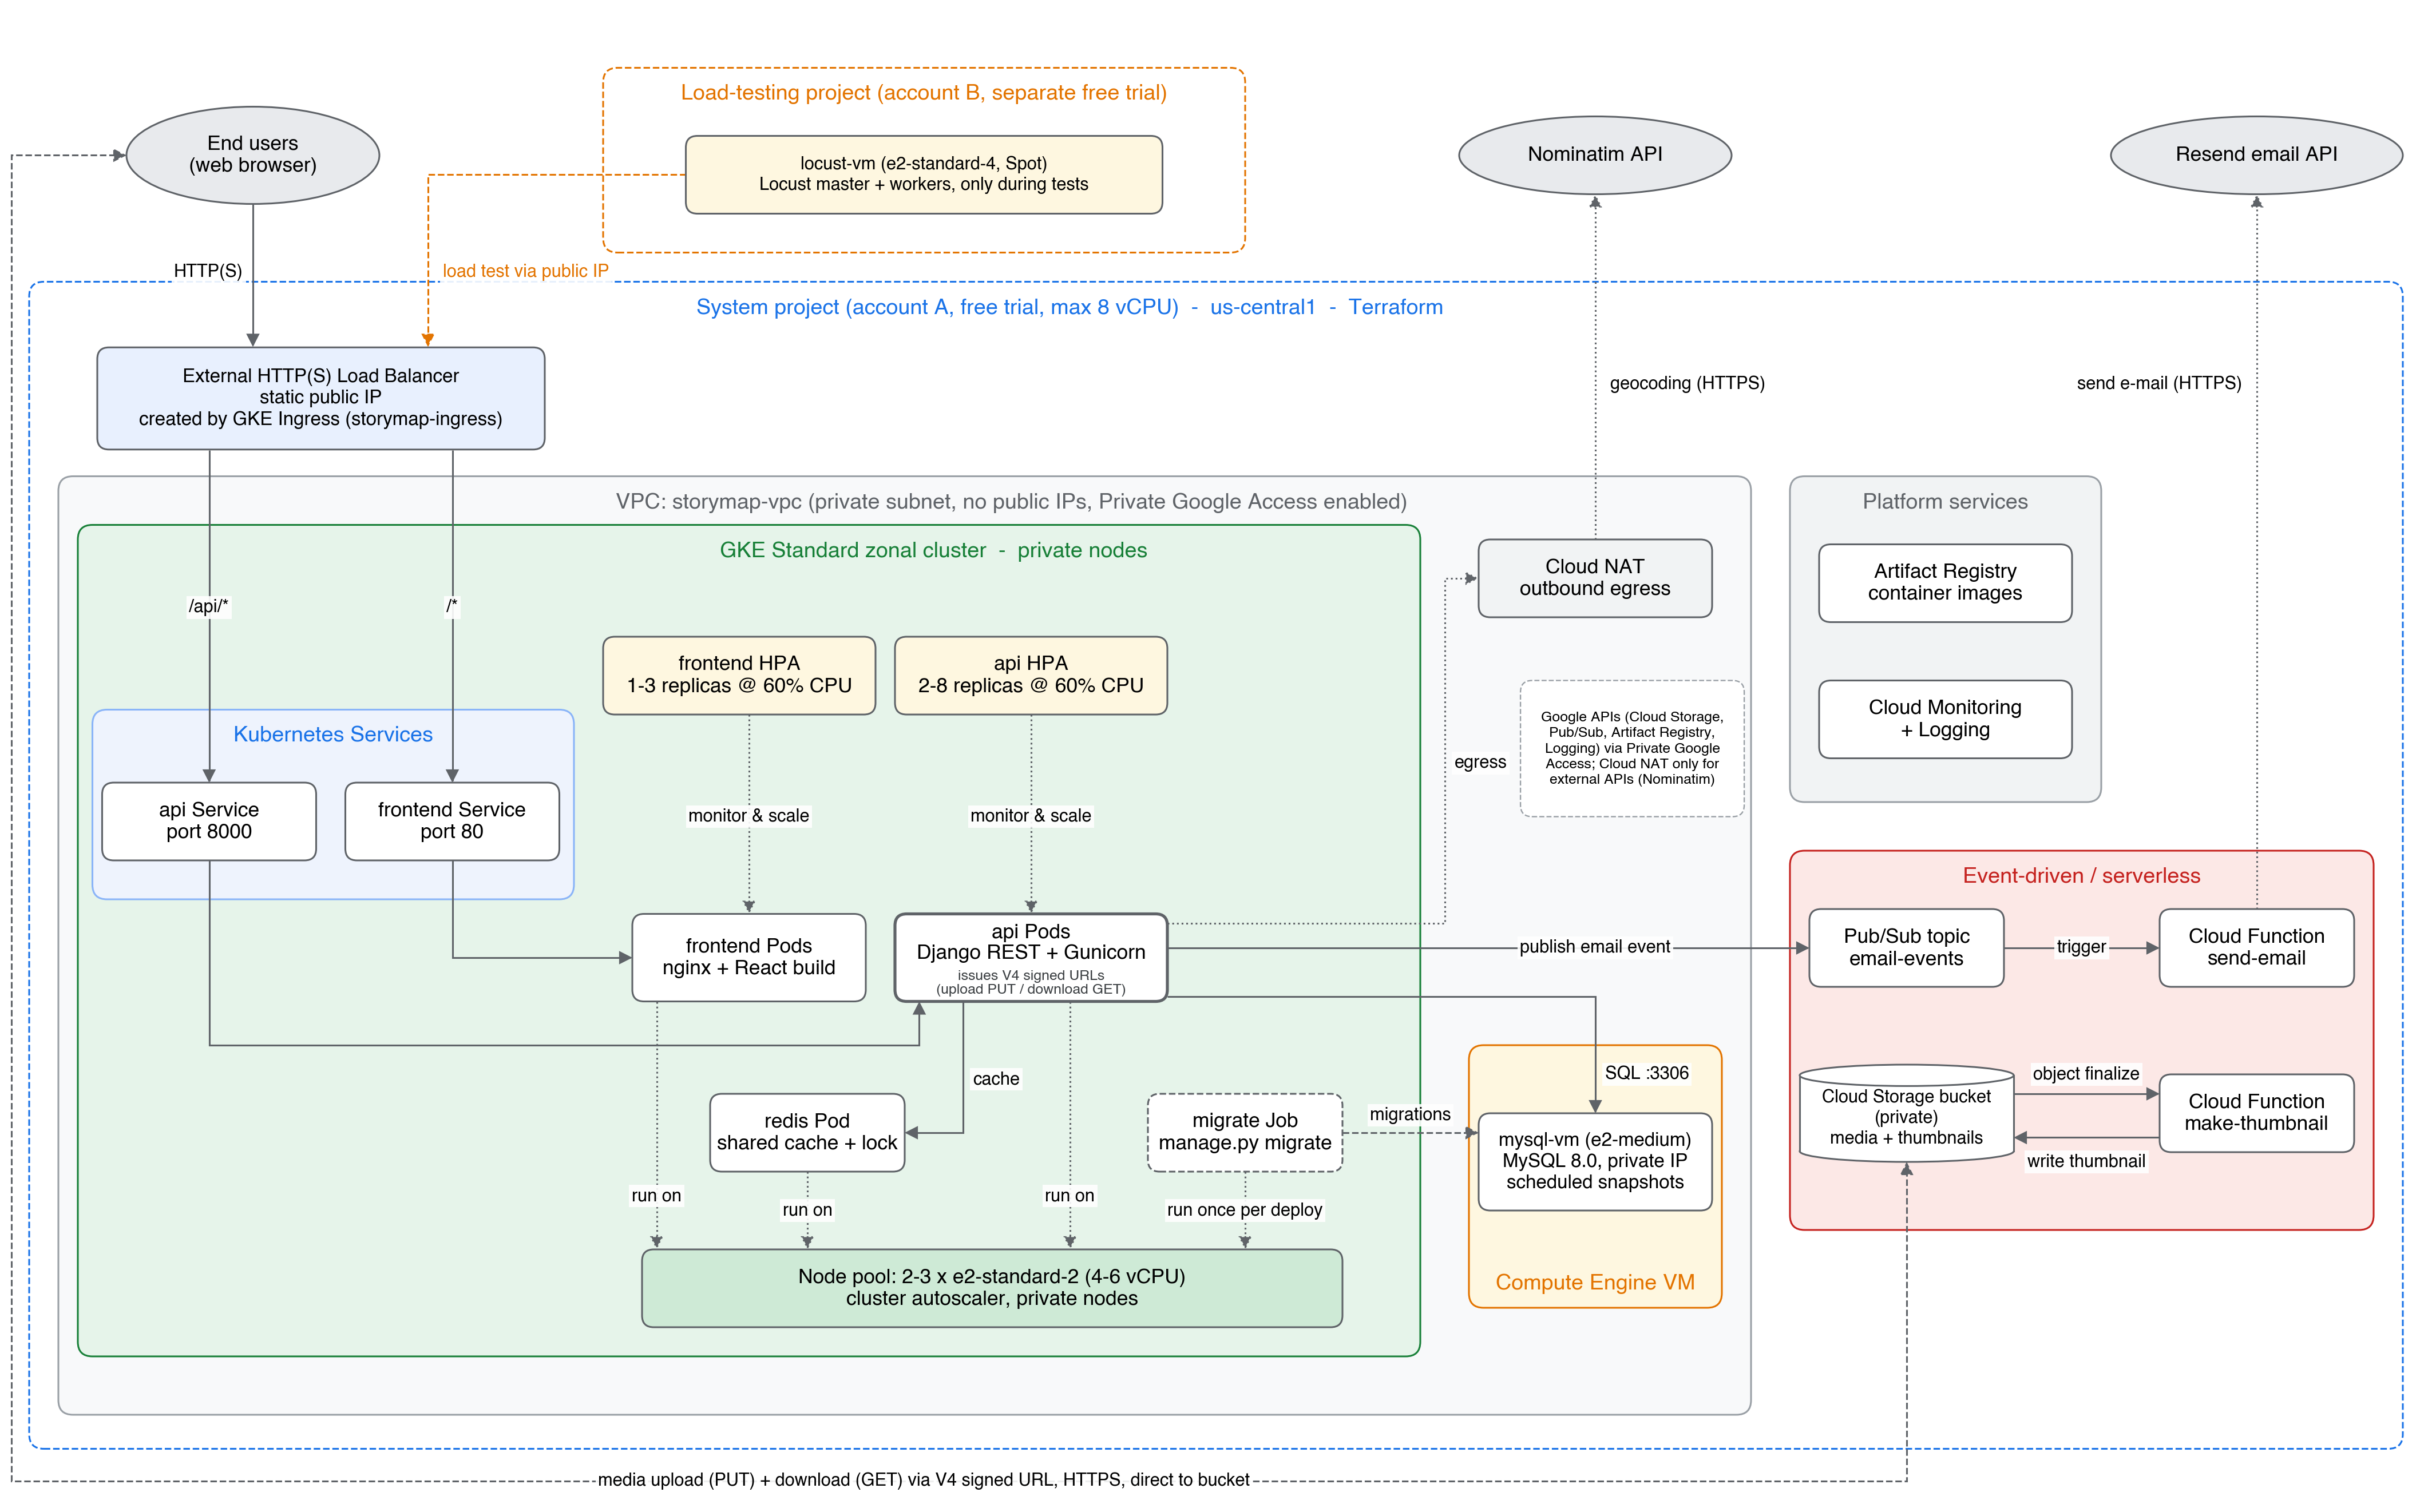 Load-testing project (account B, separate free trial)
locust-vm (e2-standard-4, Spot)
Locust master + workers, only during tests
End users
(web browser)
Nominatim API
Resend email API
HTTP(S)
load test via public IP
System project (account A, free trial, max 8 vCPU) - us-central1 - Terraform
External HTTP(S) Load Balancer
static public IP
created by GKE Ingress (storymap-ingress)
geocoding (HTTPS)
send e-mail (HTTPS)
VPC: storymap-vpc (private subnet, no public IPs, Private Google Access enabled)
Platform services
GKE Standard zonal cluster - private nodes
Cloud NAT
outbound egress
Artifact Registry
container images
/api/*
/*
frontend HPA
1-3 replicas @ 60% CPU
api HPA
2-8 replicas @ 60% CPU
Google APIs (Cloud Storage,
Pub/Sub, Artifact Registry,
Logging) via Private Google
Access; Cloud NAT only for
external APIs (Nominatim)
Cloud Monitoring
+ Logging
Kubernetes Services
egress
api Service
port 8000
frontend Service
port 80
monitor & scale
monitor & scale
Event-driven / serverless
frontend Pods
nginx + React build
api Pods
Django REST + Gunicorn
issues V4 signed URLs
(upload PUT / download GET)
publish email event
Pub/Sub topic
email-events
trigger
Cloud Function
send-email
cache
SQL :3306
redis Pod
shared cache + lock
migrate Job
manage.py migrate
migrations
mysql-vm (e2-medium)
MySQL 8.0, private IP
scheduled snapshots
Cloud Storage bucket
(private)
media + thumbnails
object finalize
Cloud Function
make-thumbnail
write thumbnail
run on
run on
run on
run once per deploy
Node pool: 2-3 x e2-standard-2 (4-6 vCPU)
cluster autoscaler, private nodes
Compute Engine VM
media upload (PUT) + download (GET) via V4 signed URL, HTTPS, direct to bucket